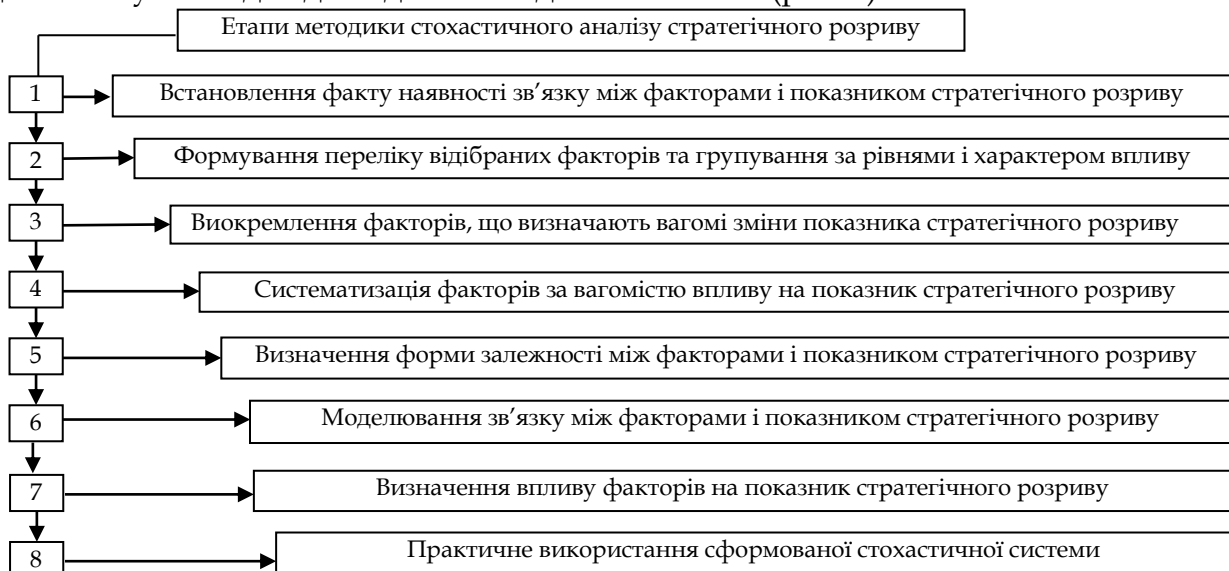 Етапи методики стохастичного аналізу стратегічного розриву
1 Встановлення факту наявності зв’язку між факторами і показником стратегічного розриву
2 Формування переліку відібраних факторів та групування за рівнями і характером впливу
3 Виокремлення факторів, що визначають вагомі зміни показника стратегічного розриву
4 Систематизація факторів за вагомістю впливу на показник стратегічного розриву
5 Визначення форми залежності між факторами і показником стратегічного розриву
6 Моделювання зв’язку між факторами і показником стратегічного розриву
7 Визначення впливу факторів на показник стратегічного розриву
8 Практичне використання сформованої стохастичної системи